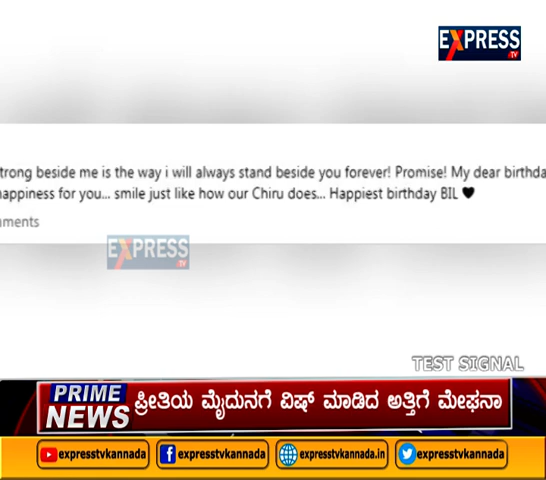 EXPRESS
TV
trong beside me is the way i will always stand beside you forever! Promise! My dear birthda
happiness for you... smile just like how our Chiru does... Happiest birthday BIL ♥
ments
EXPRESS
TV
TEST SIGNAL
PRIME
NEWS
ಪ್ರೀತಿಯ ಮೈದುನಗೆ ವಿಷ್ ಮಾಡಿದ ಅತ್ತಿಗೆ ಮೇಘನಾ
expresstvkannada
expresstvkannada
expresstvkannada.in
expresstvkannada